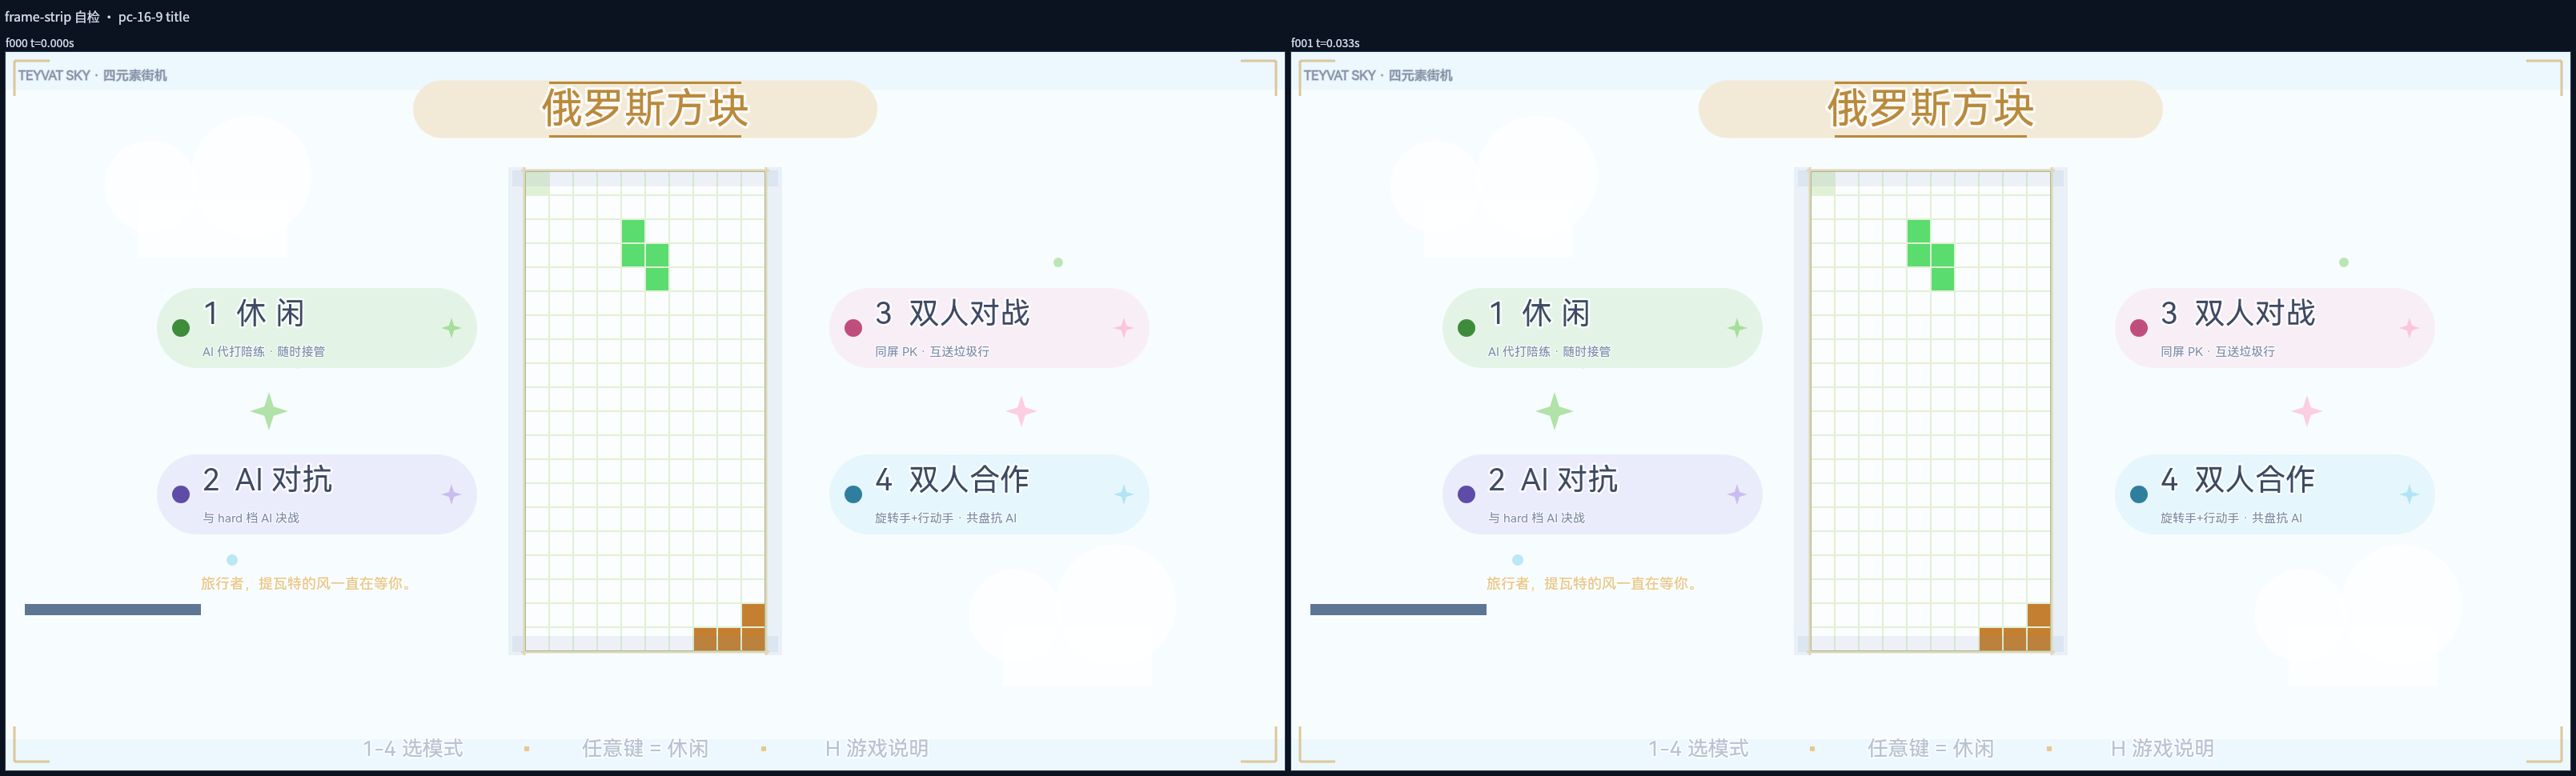 frame-strip 自检 · pc-16-9 title
f000 t=0.000s
TEYVAT SKY · 四元素街机
俄罗斯方块
1 休 闲
AI 代打陪练 · 随时接管
3 双人对战
同屏 PK · 互送垃圾行
2 AI 对抗
与 hard 档 AI 决战
4 双人合作
旋转手+行动手 · 共盘抗 AI
旅行者，提瓦特的风一直在等你。
1-4 选模式 ▪ 任意键 = 休闲 ▪ H 游戏说明
f001 t=0.033s
TEYVAT SKY · 四元素街机
俄罗斯方块
1 休 闲
AI 代打陪练 · 随时接管
3 双人对战
同屏 PK · 互送垃圾行
2 AI 对抗
与 hard 档 AI 决战
4 双人合作
旋转手+行动手 · 共盘抗 AI
旅行者，提瓦特的风一直在等你。
1-4 选模式 ▪ 任意键 = 休闲 ▪ H 游戏说明